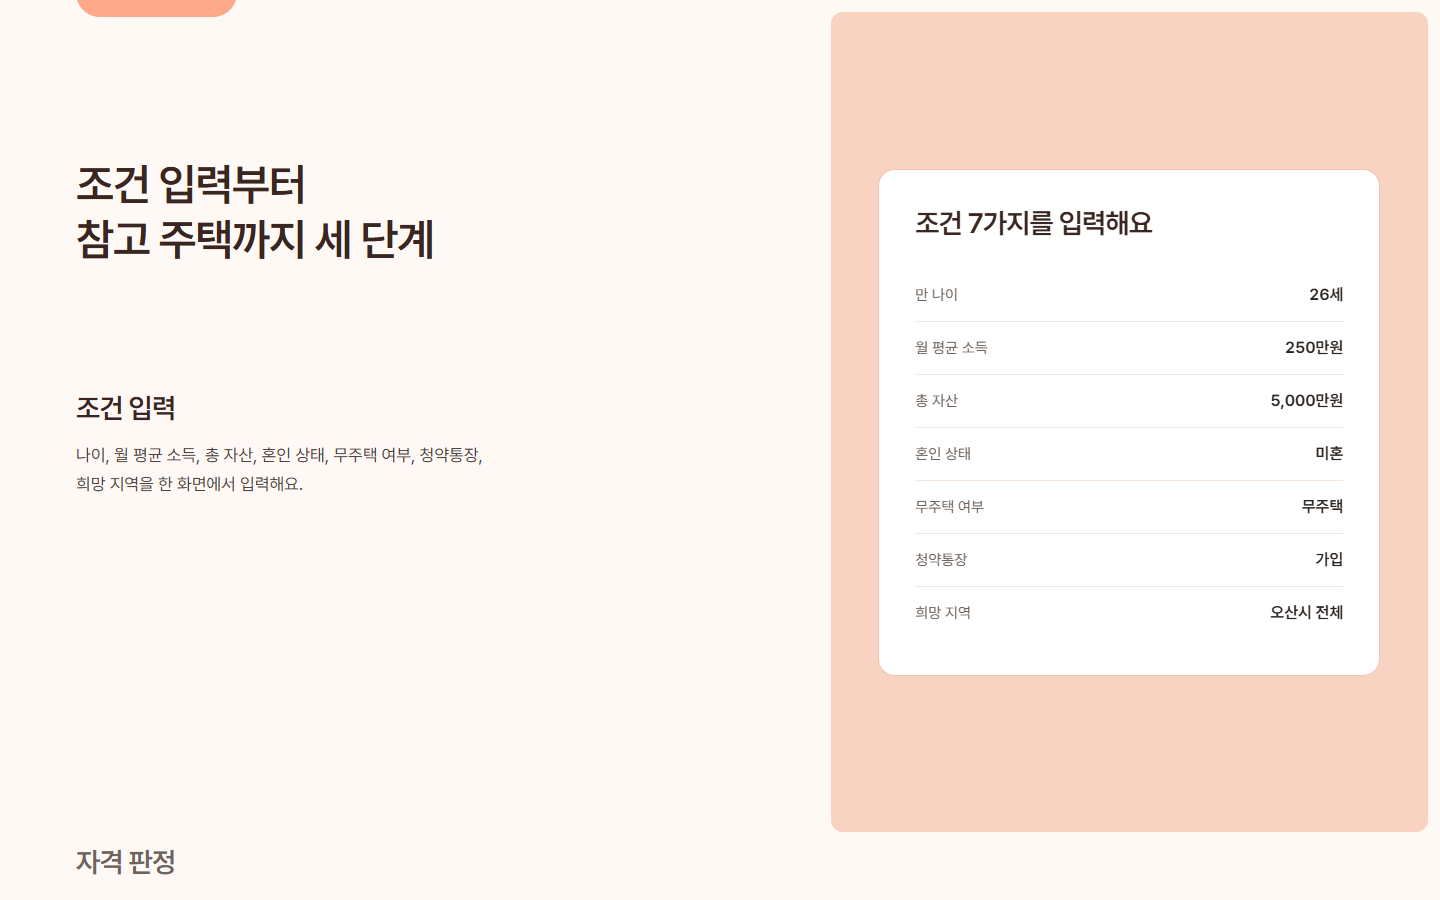 조건 입력부터
참고 주택까지 세 단계
조건 입력
나이, 월 평균 소득, 총 자산, 혼인 상태, 무주택 여부, 청약통장,
희망 지역을 한 화면에서 입력해요.
자격 판정
조건 7가지를 입력해요
만 나이 26세
월 평균 소득 250만원
총 자산 5,000만원
혼인 상태 미혼
무주택 여부 무주택
청약통장 가입
희망 지역 오산시 전체